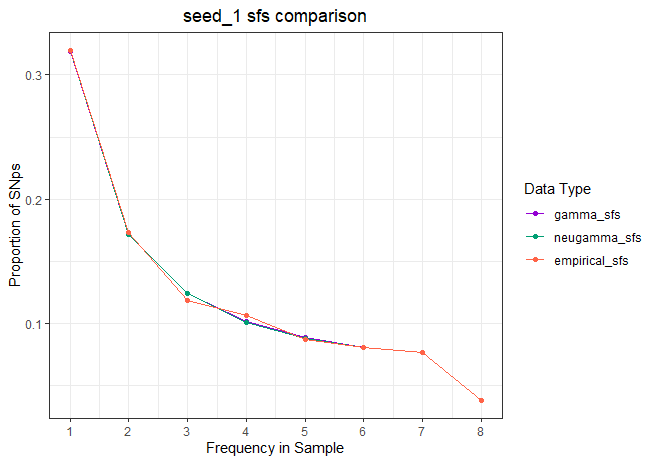 seed_1 sfs comparison
Proportion of SNps
0.3
0.2
0.1
1 2 3 4 5 6 7 8
Frequency in Sample
Data Type
gamma_sfs
neugamma_sfs
empirical_sfs